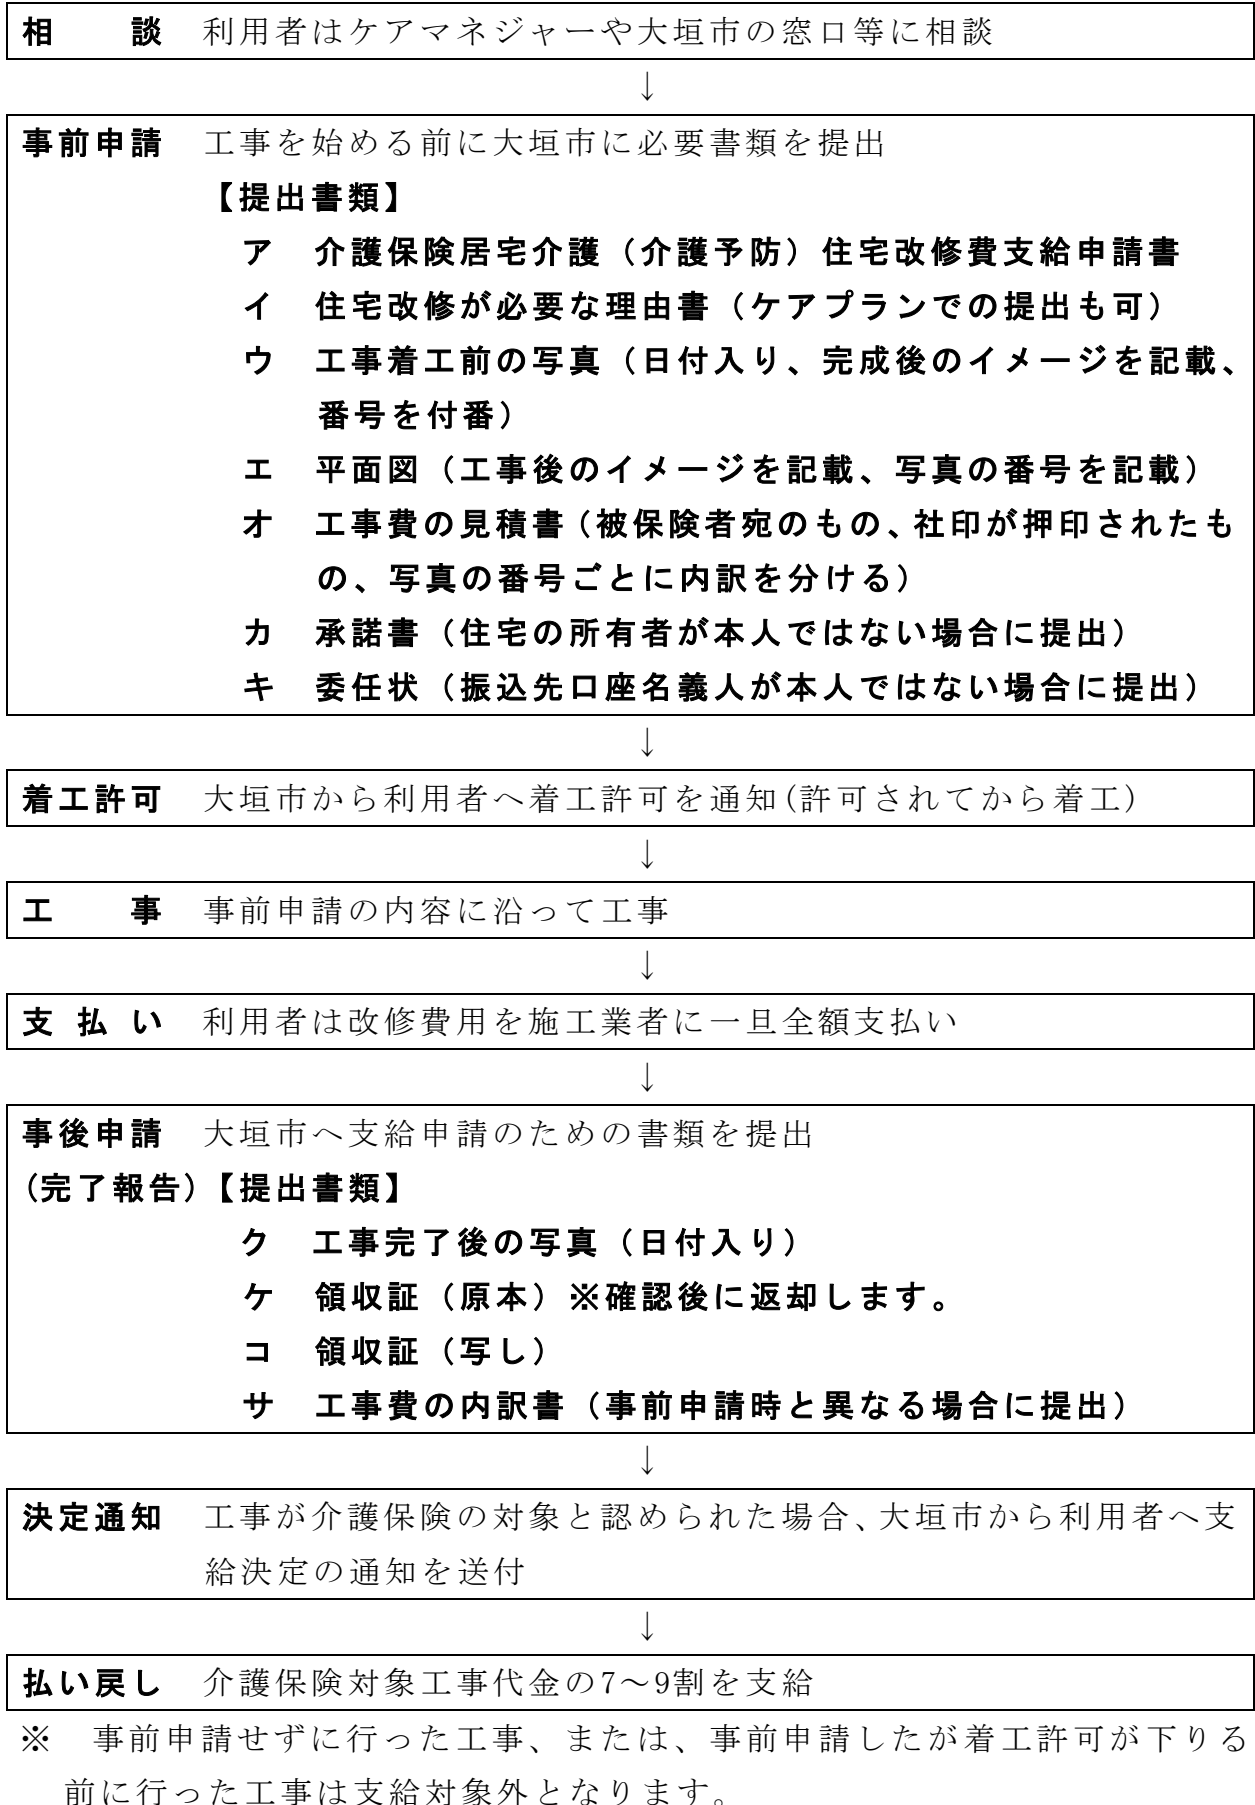 相　　談　利用者はケアマネジャーや大垣市の窓口等に相談
↓
事前申請　工事を始める前に大垣市に必要書類を提出
【提出書類】
ア　介護保険居宅介護（介護予防）住宅改修費支給申請書
イ　住宅改修が必要な理由書（ケアプランでの提出も可）
ウ　工事着工前の写真（日付入り、完成後のイメージを記載、
番号を付番）
エ　平面図（工事後のイメージを記載、写真の番号を記載）
オ　工事費の見積書（被保険者宛のもの、社印が押印されたも
の、写真の番号ごとに内訳を分ける）
カ　承諾書（住宅の所有者が本人ではない場合に提出）
キ　委任状（振込先口座名義人が本人ではない場合に提出）
↓
着工許可　大垣市から利用者へ着工許可を通知(許可されてから着工)
↓
工　　事　事前申請の内容に沿って工事
↓
支 払 い　利用者は改修費用を施工業者に一旦全額支払い
↓
事後申請　大垣市へ支給申請のための書類を提出
(完了報告)【提出書類】
ク　工事完了後の写真（日付入り）
ケ　領収証（原本）※確認後に返却します。
コ　領収証（写し）
サ　工事費の内訳書（事前申請時と異なる場合に提出）
↓
決定通知　工事が介護保険の対象と認められた場合、大垣市から利用者へ支
給決定の通知を送付
↓
払い戻し　介護保険対象工事代金の7～9割を支給
※　事前申請せずに行った工事、または、事前申請したが着工許可が下りる
前に行った工事は支給対象外となります。